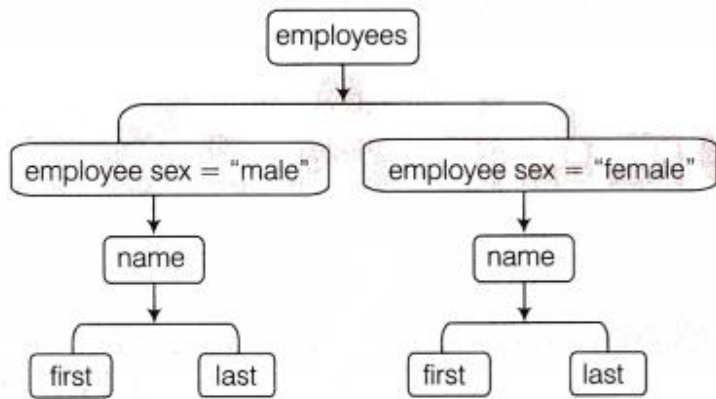 employees
employee sex = “male” employee sex = “female”
name name
first last first last